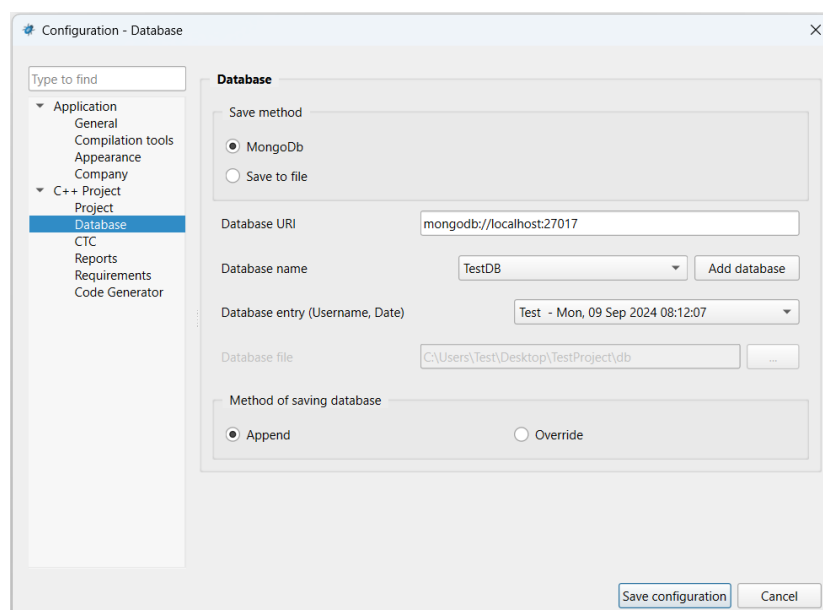 Configuration - Database
Type to find
Application
General
Compilation tools
Appearance
Company
C++ Project
Project
Database
CTC
Reports
Requirements
Code Generator
Database
Save method
MongoDb
Save to file
Database URI
mongodb://localhost:27017
Database name
TestDB
Add database
Database entry (Username, Date)
Test - Mon, 09 Sep 2024 08:12:07
Database file
C:\Users\Test\Desktop\TestProject\db
...
Method of saving database
Append
Override
Save configuration
Cancel